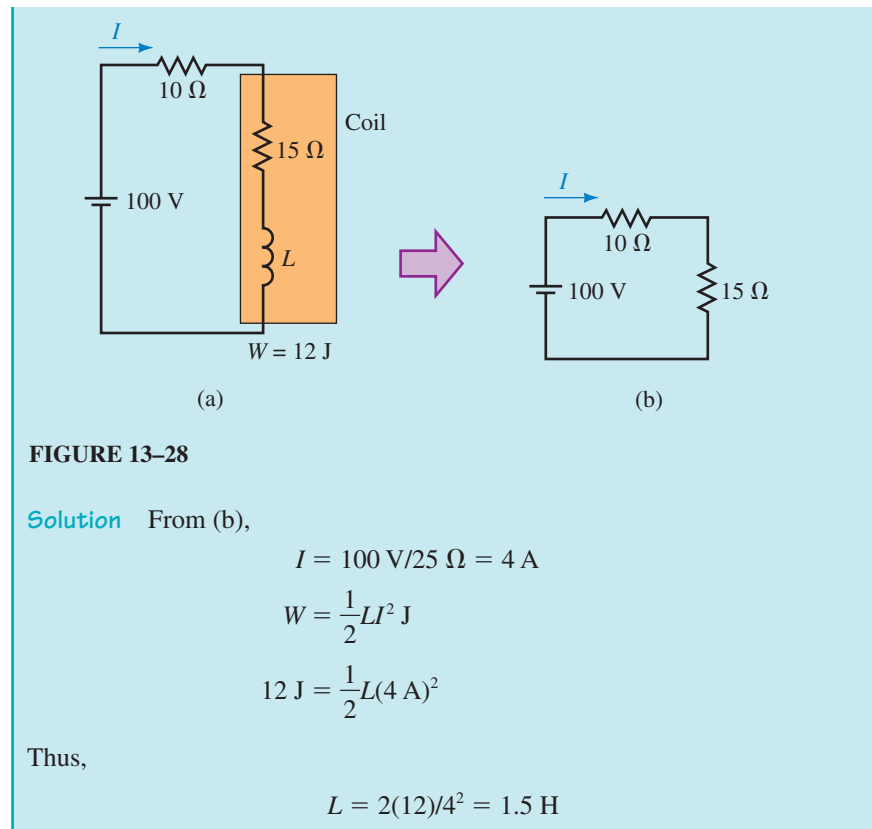 I
10 Ω
Coil
15 Ω
100 V
L
W = 12 J
(a)
I
10 Ω
100 V
15 Ω
(b)
FIGURE 13–28
Solution From (b),
I = 100 V/25 Ω = 4 A
W = 1/2 LI² J
12 J = 1/2 L(4 A)²
Thus,
L = 2(12)/4² = 1.5 H